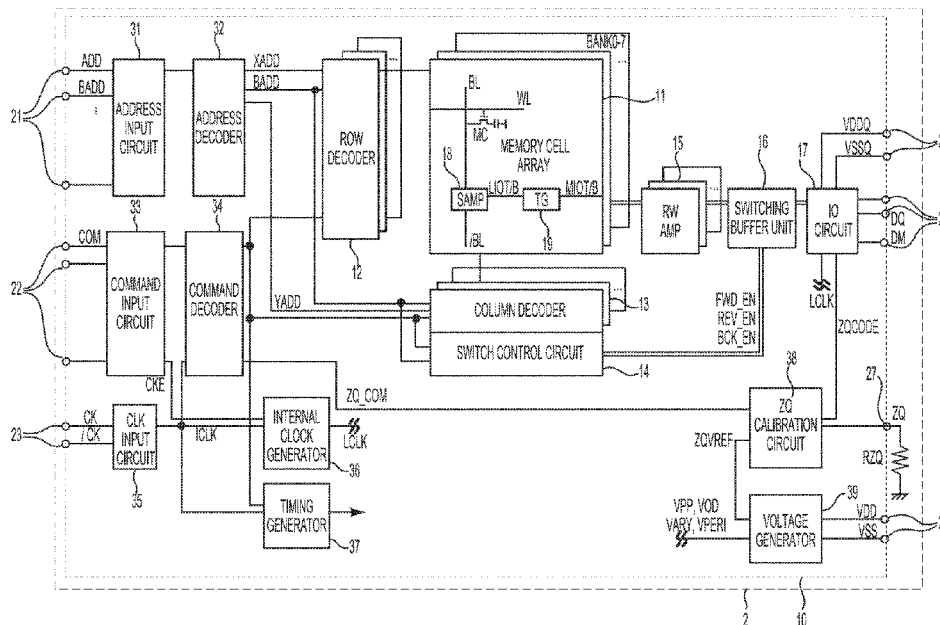 31
32
ADD
BADD
21
ADDRESS INPUT CIRCUIT
ADDRESS DECODER
XADD
BADD
ROW DECODER
12
BANK0-7
BL
WL
MC
MEMORY CELL ARRAY
11
18
SAMP
LIOT/B
TG
MIOT/B
19
/BL
15
RW AMP
16
SWITCHING BUFFER UNIT
17
IO CIRCUIT
VDDQ
VSSQ
DQ
DM
LCLK
ZQCODE
33
34
COM
22
COMMAND INPUT CIRCUIT
COMMAND DECODER
CKE
YADD
COLUMN DECODER
13
SWITCH CONTROL CIRCUIT
14
FWD_EN
REV_EN
BCK_EN
ZQ_COM
38
27
ZQ CALIBRATION CIRCUIT
ZQ
RZQ
ZQVREF
23
CK
/CK
CLK INPUT CIRCUIT
35
ICLK
INTERNAL CLOCK GENERATOR
36
LCLK
TIMING GENERATOR
37
VPP, VOD
VARY, VPERI
VOLTAGE GENERATOR
39
VDD
VSS
2
10